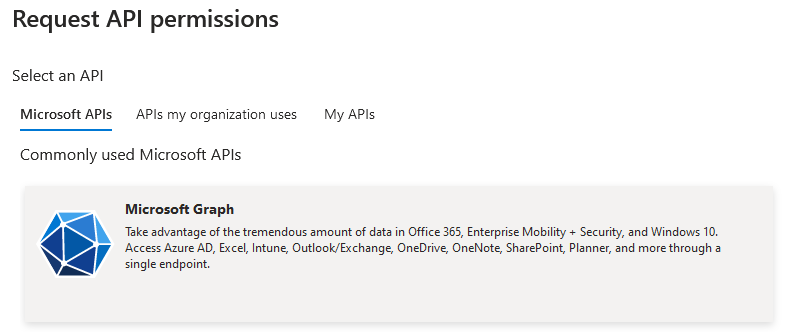 Request API permissions
Select an API
Microsoft APIs APIs my organization uses My APIs
Commonly used Microsoft APIs
Microsoft Graph
Take advantage of the tremendous amount of data in Office 365, Enterprise Mobility + Security, and Windows 10.
Access Azure AD, Excel, Intune, Outlook/Exchange, OneDrive, OneNote, SharePoint, Planner, and more through a
single endpoint.